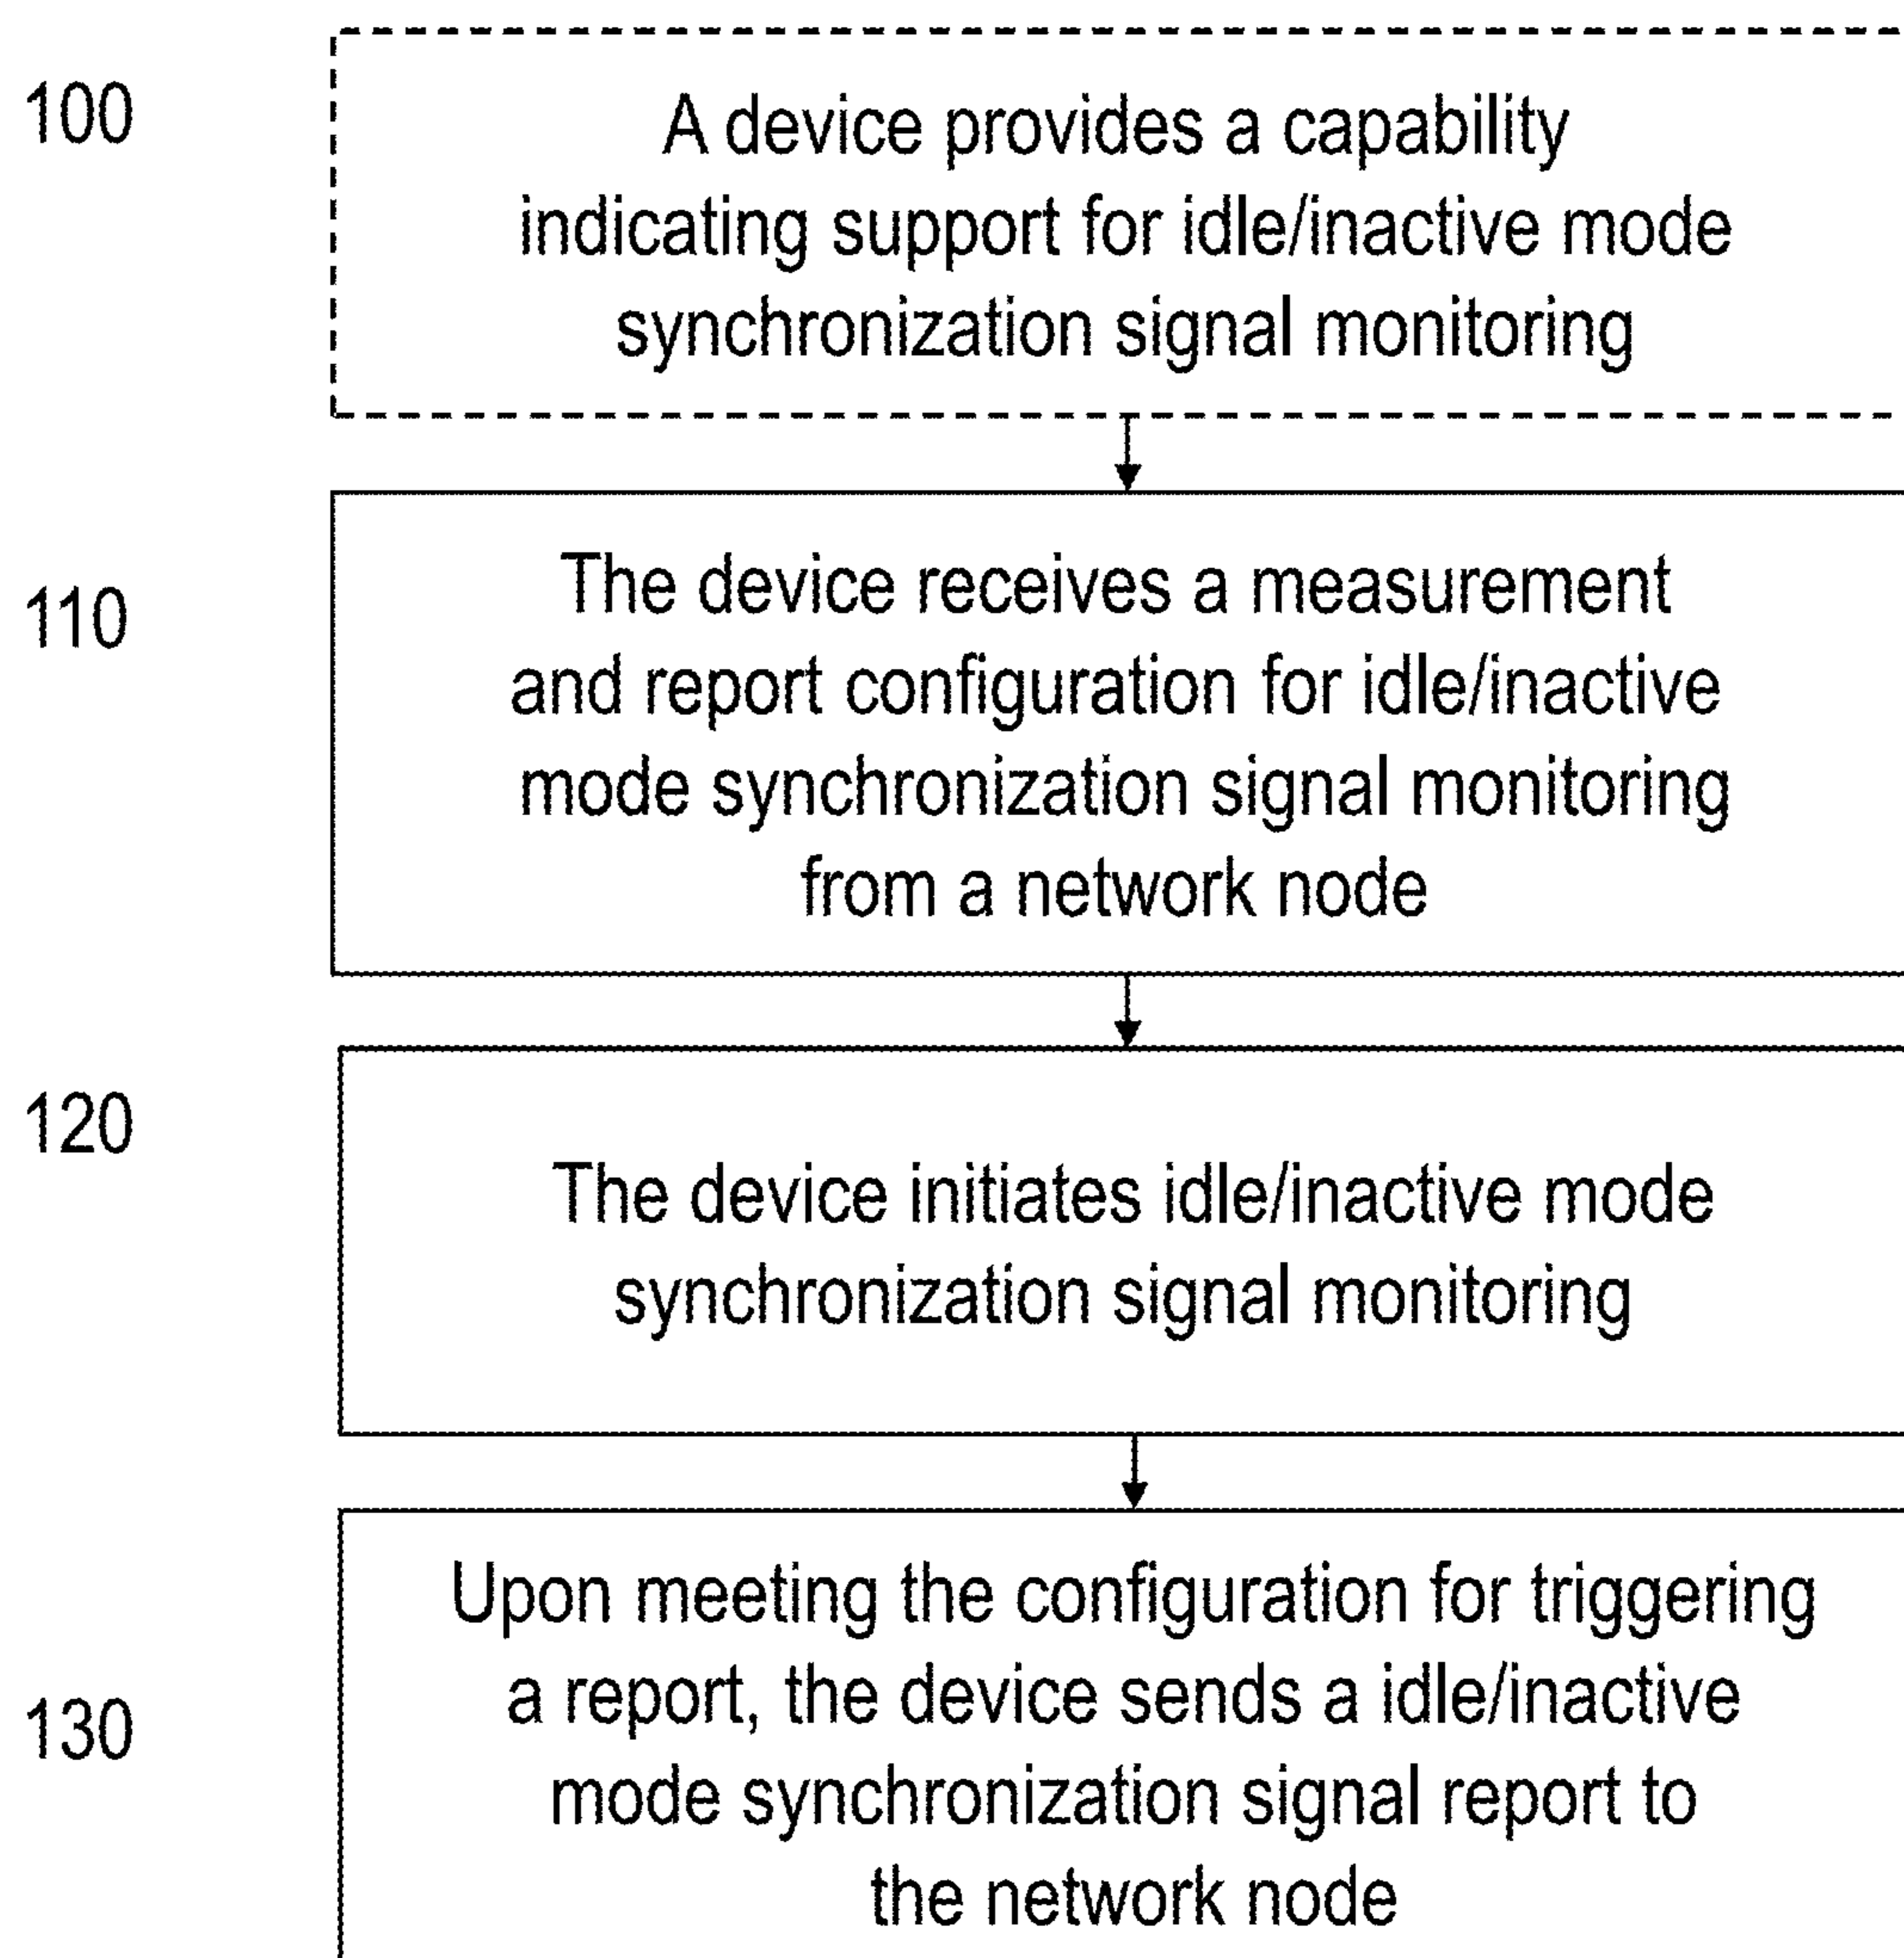 100
A device provides a capability
indicating support for idle/inactive mode
synchronization signal monitoring
110
The device receives a measurement
and report configuration for idle/inactive
mode synchronization signal monitoring
from a network node
120
The device initiates idle/inactive mode
synchronization signal monitoring
130
Upon meeting the configuration for triggering
a report, the device sends a idle/inactive
mode synchronization signal report to
the network node